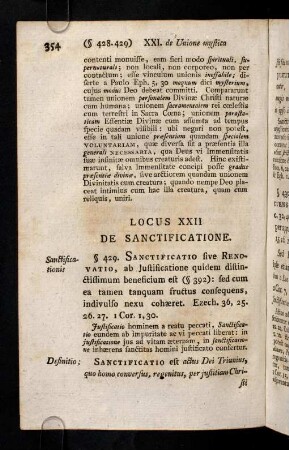 354 (§ 428.429) XXI. de Unione mystica
contenti monuisse, eam fieri modo spirituali, su-
pernaturali; non locali, non corporeo, non per
contactum; esse vinculum unionis ineffabile; di-
serte a Paulo Eph. 5, 30 magnum dici mysterium,
cujus modus Deo debeat committi. Compararunt
tamen unionem personalem Divinæ Christi naturæ
cum humana; unionem sacramentalem rei cœlestis
cum terrestri in Sacra Cœna; unionem
Essentiæ Divinæ cum assumta ad tempus
specie quadam visibili: uti negari non potest,
esse in tali unione præsentiam quandam specialem
VOLUNTARIAM, quæ diversa sit a præsentia illa
generali NECESSARIA, qua Deus vi Immensitatis
suæ infinitæ omnibus creaturis adest. Hinc existi-
marunt, salva Immensitate concipi posse gradus
præsentiæ divinæ, sive arctiorem quandam unionem
Divinitatis cum creatura; quando nempe Deo pla-
ceat intimius cum hac illa creatura, quam cum
reliquis, uniri.
LOCUS XXII
DE SANCTIFICATIONE.
Sanctifica-
tionis
§ 429. SANCTIFICATIO sive RENO-
VATIO, ab Justificatione quidem distin-
ctissimum beneficium est (§ 392): sed cum
ea tamen tanquam fructus consequens,
indivulso nexu cohæret. Ezech. 36, 25.
26. 27. 1 Cor. 1, 30.
Justificatio hominem a reatu peccati, Sanctifica-
tio eundem ab impuritate ac vi peccati liberat: in
justificatione jus ad vitam æternam, in sanctificatio-
ne inhærens sanctitas homini justificato confertur.
Definitio; SANCTIFICATIO est actus Dei Triunius,
quo homo conversus, regenitus, per justitiam Chri-
sti